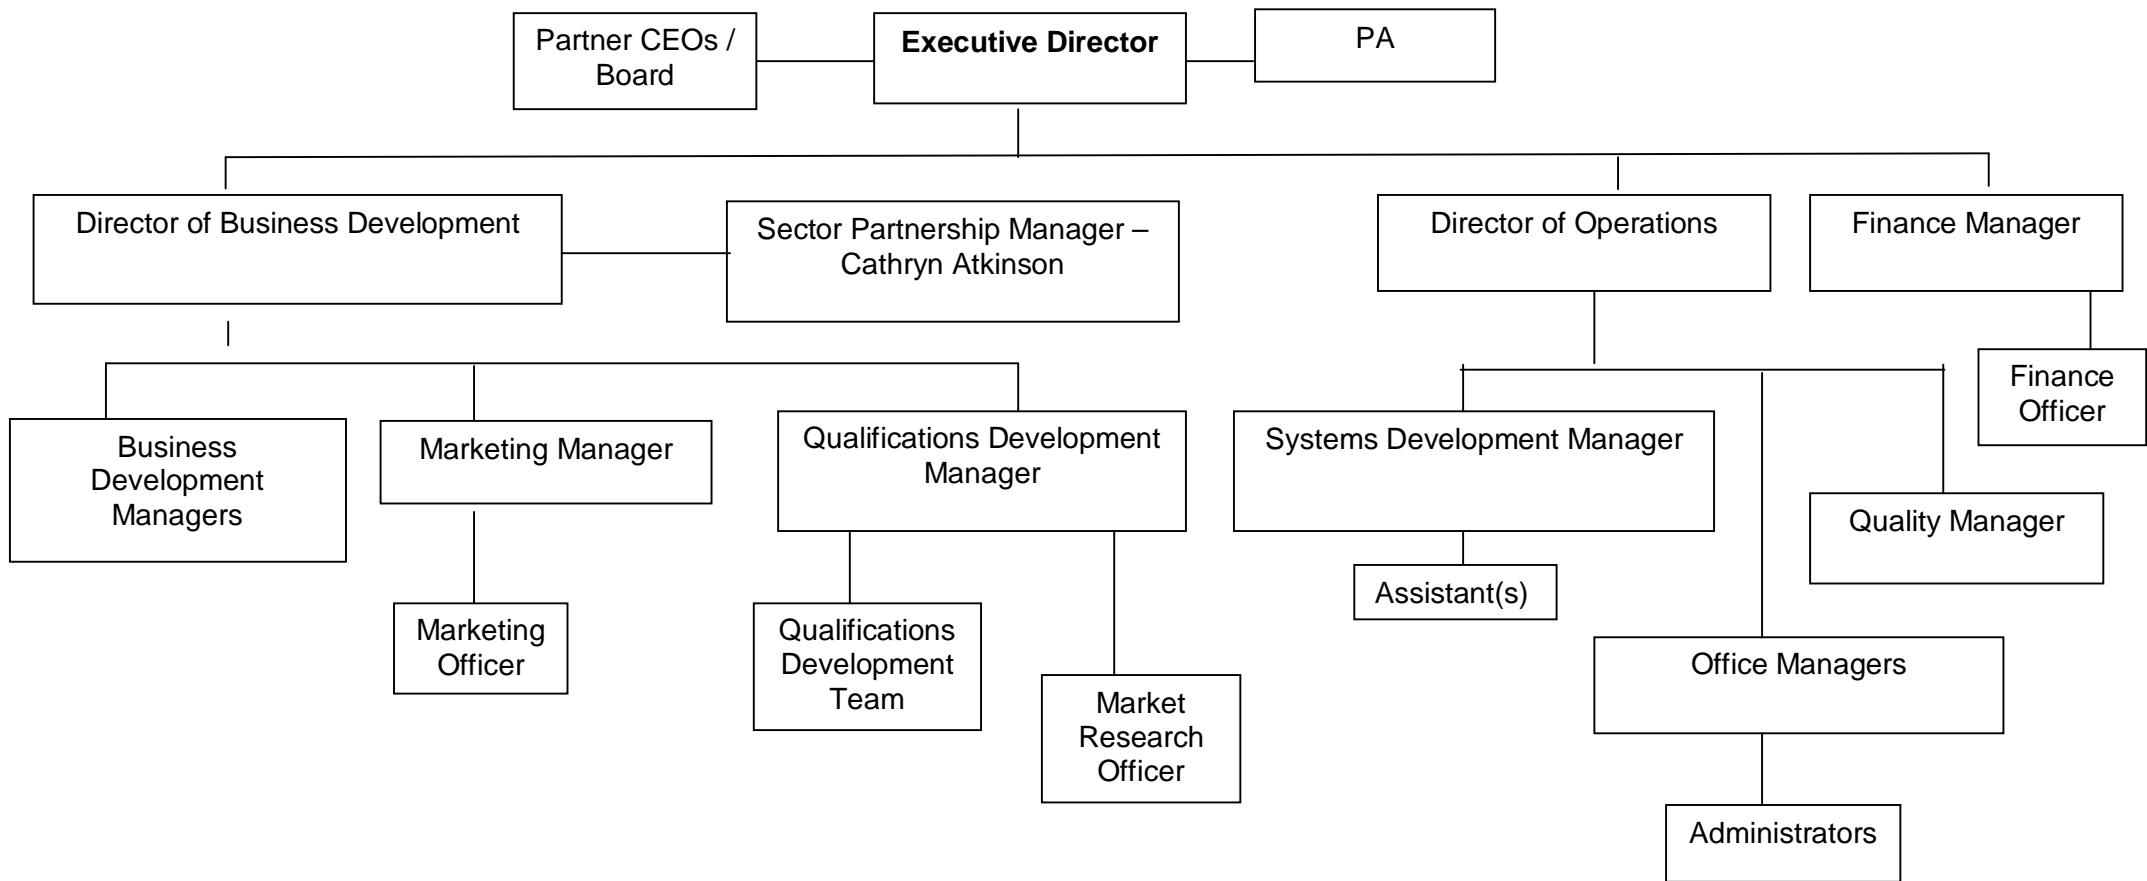 Partner CEOs /
Board
Executive Director
PA
Director of Business Development
Sector Partnership Manager –
Cathryn Atkinson
Director of Operations
Finance Manager
Finance
Officer
Business
Development
Managers
Marketing Manager
Qualifications Development
Manager
Systems Development Manager
Quality Manager
Assistant(s)
Marketing
Officer
Qualifications
Development
Team
Market
Research
Officer
Office Managers
Administrators